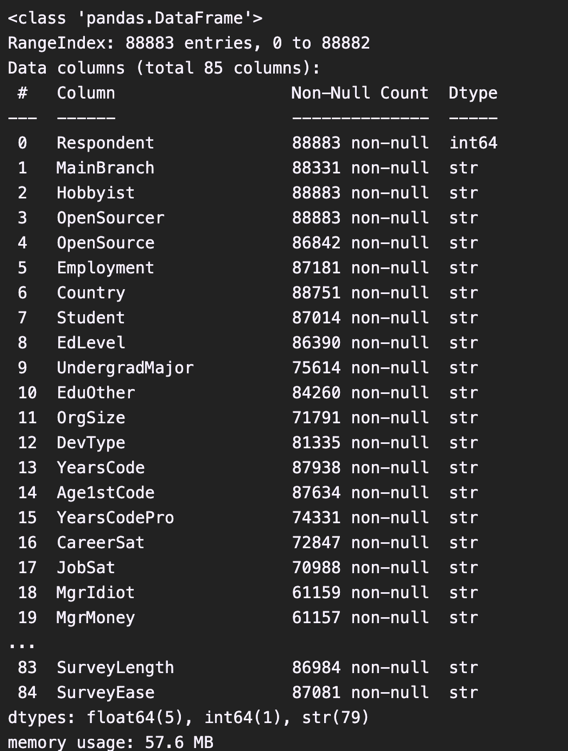 <class 'pandas.DataFrame'>
RangeIndex: 88883 entries, 0 to 88882
Data columns (total 85 columns):
 #   Column                  Non-Null Count  Dtype
---  ------                  --------------  -----
 0   Respondent              88883 non-null  int64
 1   MainBranch              88331 non-null  str
 2   Hobbyist                88883 non-null  str
 3   OpenSourcer             88883 non-null  str
 4   OpenSource              86842 non-null  str
 5   Employment              87181 non-null  str
 6   Country                 88751 non-null  str
 7   Student                 87014 non-null  str
 8   EdLevel                 86390 non-null  str
 9   UndergradMajor          75614 non-null  str
 10  EduOther                84260 non-null  str
 11  OrgSize                 71791 non-null  str
 12  DevType                 81335 non-null  str
 13  YearsCode               87938 non-null  str
 14  Age1stCode              87634 non-null  str
 15  YearsCodePro            74331 non-null  str
 16  CareerSat               72847 non-null  str
 17  JobSat                  70988 non-null  str
 18  MgrIdiot                61159 non-null  str
 19  MgrMoney                61157 non-null  str
...
 83  SurveyLength            86984 non-null  str
 84  SurveyEase              87081 non-null  str
dtypes: float64(5), int64(1), str(79)
memory usage: 57.6 MB